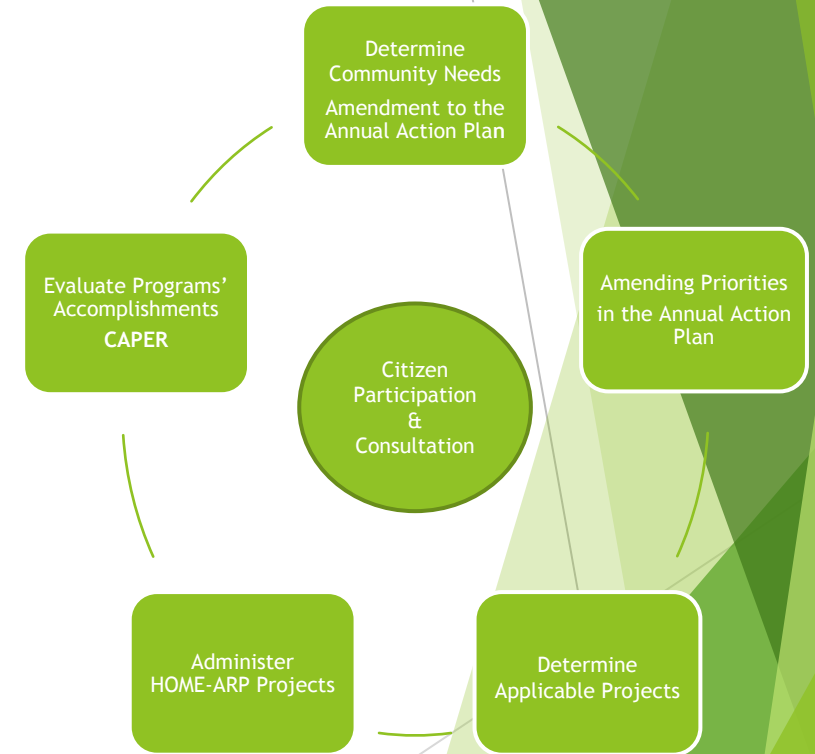 Determine
Community Needs
Amendment to the
Annual Action Plan
Amending Priorities
in the Annual Action
Plan
Determine
Applicable Projects
Administer
HOME-ARP Projects
Evaluate Programs’
Accomplishments
CAPER
Citizen
Participation
&
Consultation